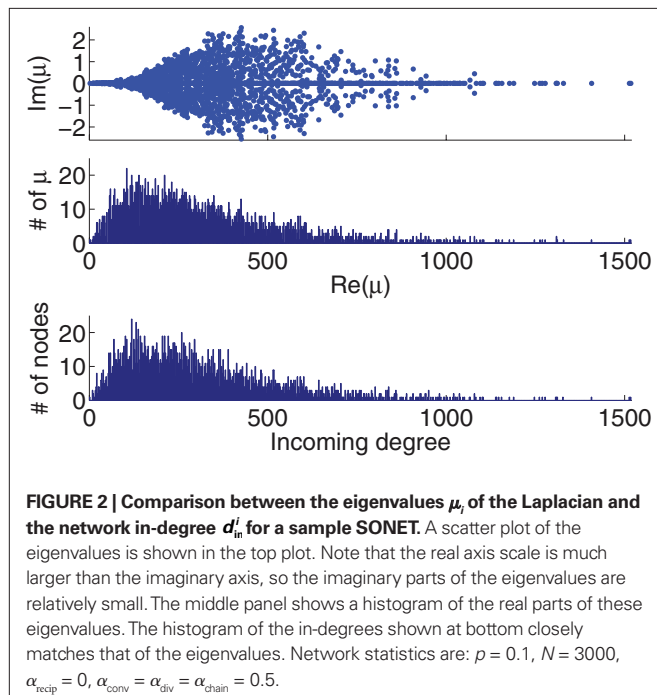 2
1
0
−1
−2
Im(μ)
20
10
0
# of μ
0 500 1000 1500
Re(μ)
20
10
0
# of nodes
0 500 1000 1500
Incoming degree
FIGURE 2 | Comparison between the eigenvalues μᵢ of the Laplacian and
the network in-degree dⁱᵢₙ for a sample SONET. A scatter plot of the
eigenvalues is shown in the top plot. Note that the real axis scale is much
larger than the imaginary axis, so the imaginary parts of the eigenvalues are
relatively small. The middle panel shows a histogram of the real parts of these
eigenvalues. The histogram of the in-degrees shown at bottom closely
matches that of the eigenvalues. Network statistics are: p = 0.1, N = 3000,
α_recip = 0, α_conv = α_div = α_chain = 0.5.